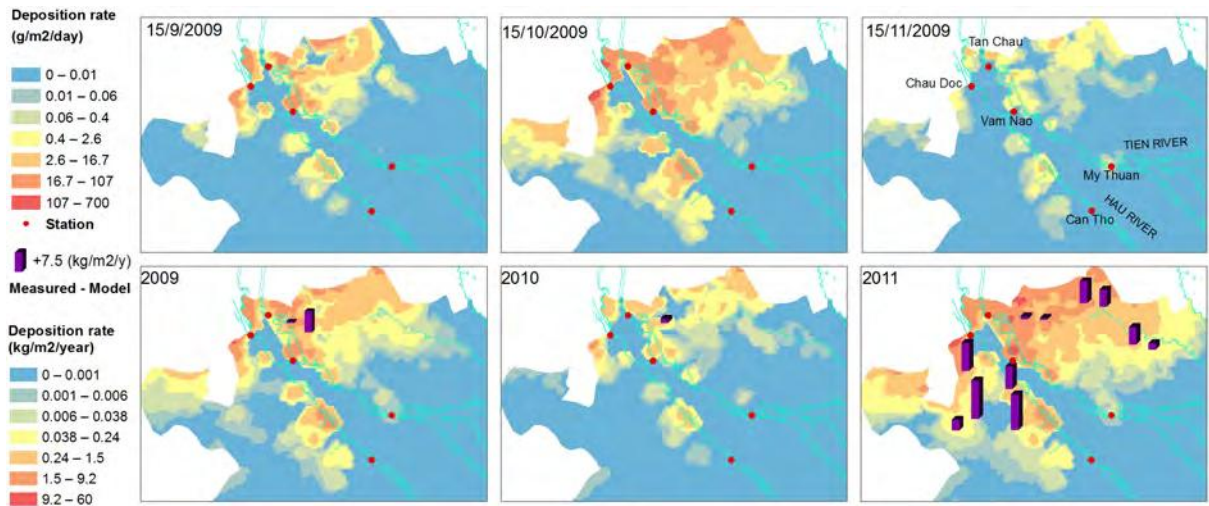 Deposition rate
(g/m2/day)
0 – 0.01
0.01 – 0.06
0.06 – 0.4
0.4 – 2.6
2.6 – 16.7
16.7 – 107
107 – 700
Station
+7.5 (kg/m2/y)
Measured - Model
Deposition rate
(kg/m2/year)
0 – 0.001
0.001 – 0.006
0.006 – 0.038
0.038 – 0.24
0.24 – 1.5
1.5 – 9.2
9.2 – 60
15/9/2009
15/10/2009
15/11/2009
Tan Chau
Chau Doc
Vam Nao
TIEN RIVER
My Thuan
Can Tho
HAU RIVER
2009
2010
2011